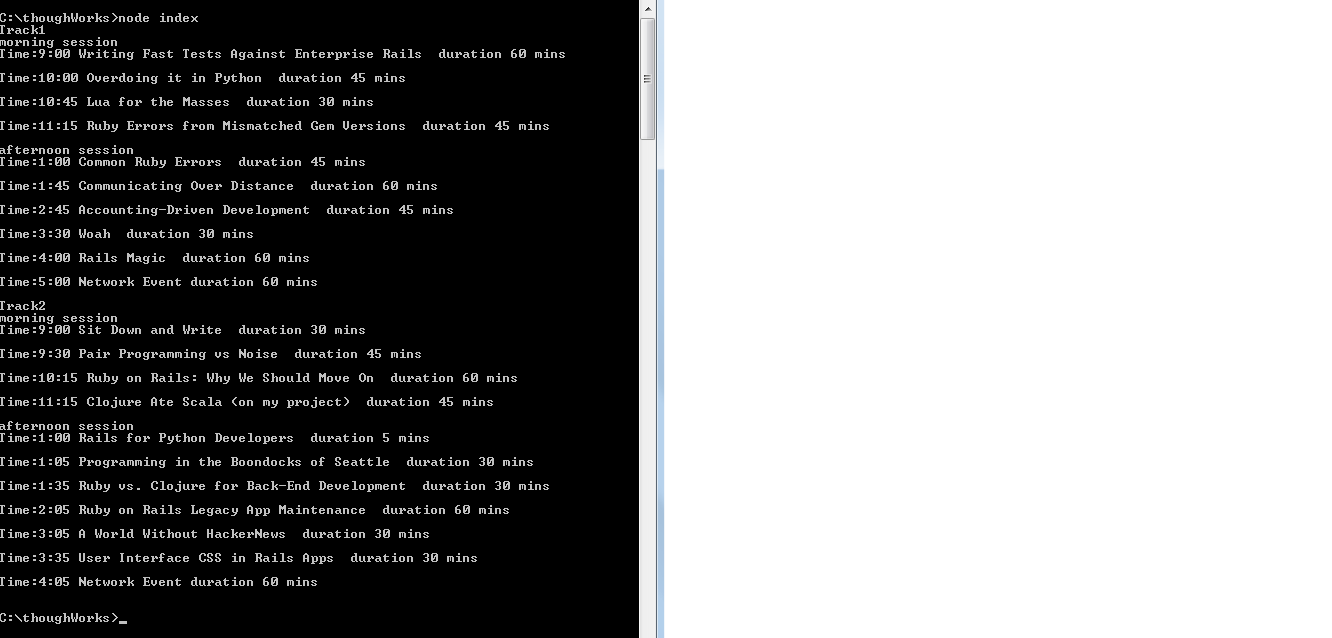 C:\thoughWorks>node index
Track1
morning session
Time:9:00 Writing Fast Tests Against Enterprise Rails  duration 60 mins
Time:10:00 Overdoing it in Python  duration 45 mins
Time:10:45 Lua for the Masses  duration 30 mins
Time:11:15 Ruby Errors from Mismatched Gem Versions  duration 45 mins
afternoon session
Time:1:00 Common Ruby Errors  duration 45 mins
Time:1:45 Communicating Over Distance  duration 60 mins
Time:2:45 Accounting-Driven Development  duration 45 mins
Time:3:30 Woah  duration 30 mins
Time:4:00 Rails Magic  duration 60 mins
Time:5:00 Network Event duration 60 mins
Track2
morning session
Time:9:00 Sit Down and Write  duration 30 mins
Time:9:30 Pair Programming vs Noise  duration 45 mins
Time:10:15 Ruby on Rails: Why We Should Move On  duration 60 mins
Time:11:15 Clojure Ate Scala (on my project)  duration 45 mins
afternoon session
Time:1:00 Rails for Python Developers  duration 5 mins
Time:1:05 Programming in the Boondocks of Seattle  duration 30 mins
Time:1:35 Ruby vs. Clojure for Back-End Development  duration 30 mins
Time:2:05 Ruby on Rails Legacy App Maintenance  duration 60 mins
Time:3:05 A World Without HackerNews  duration 30 mins
Time:3:35 User Interface CSS in Rails Apps  duration 30 mins
Time:4:05 Network Event duration 60 mins
C:\thoughWorks>_